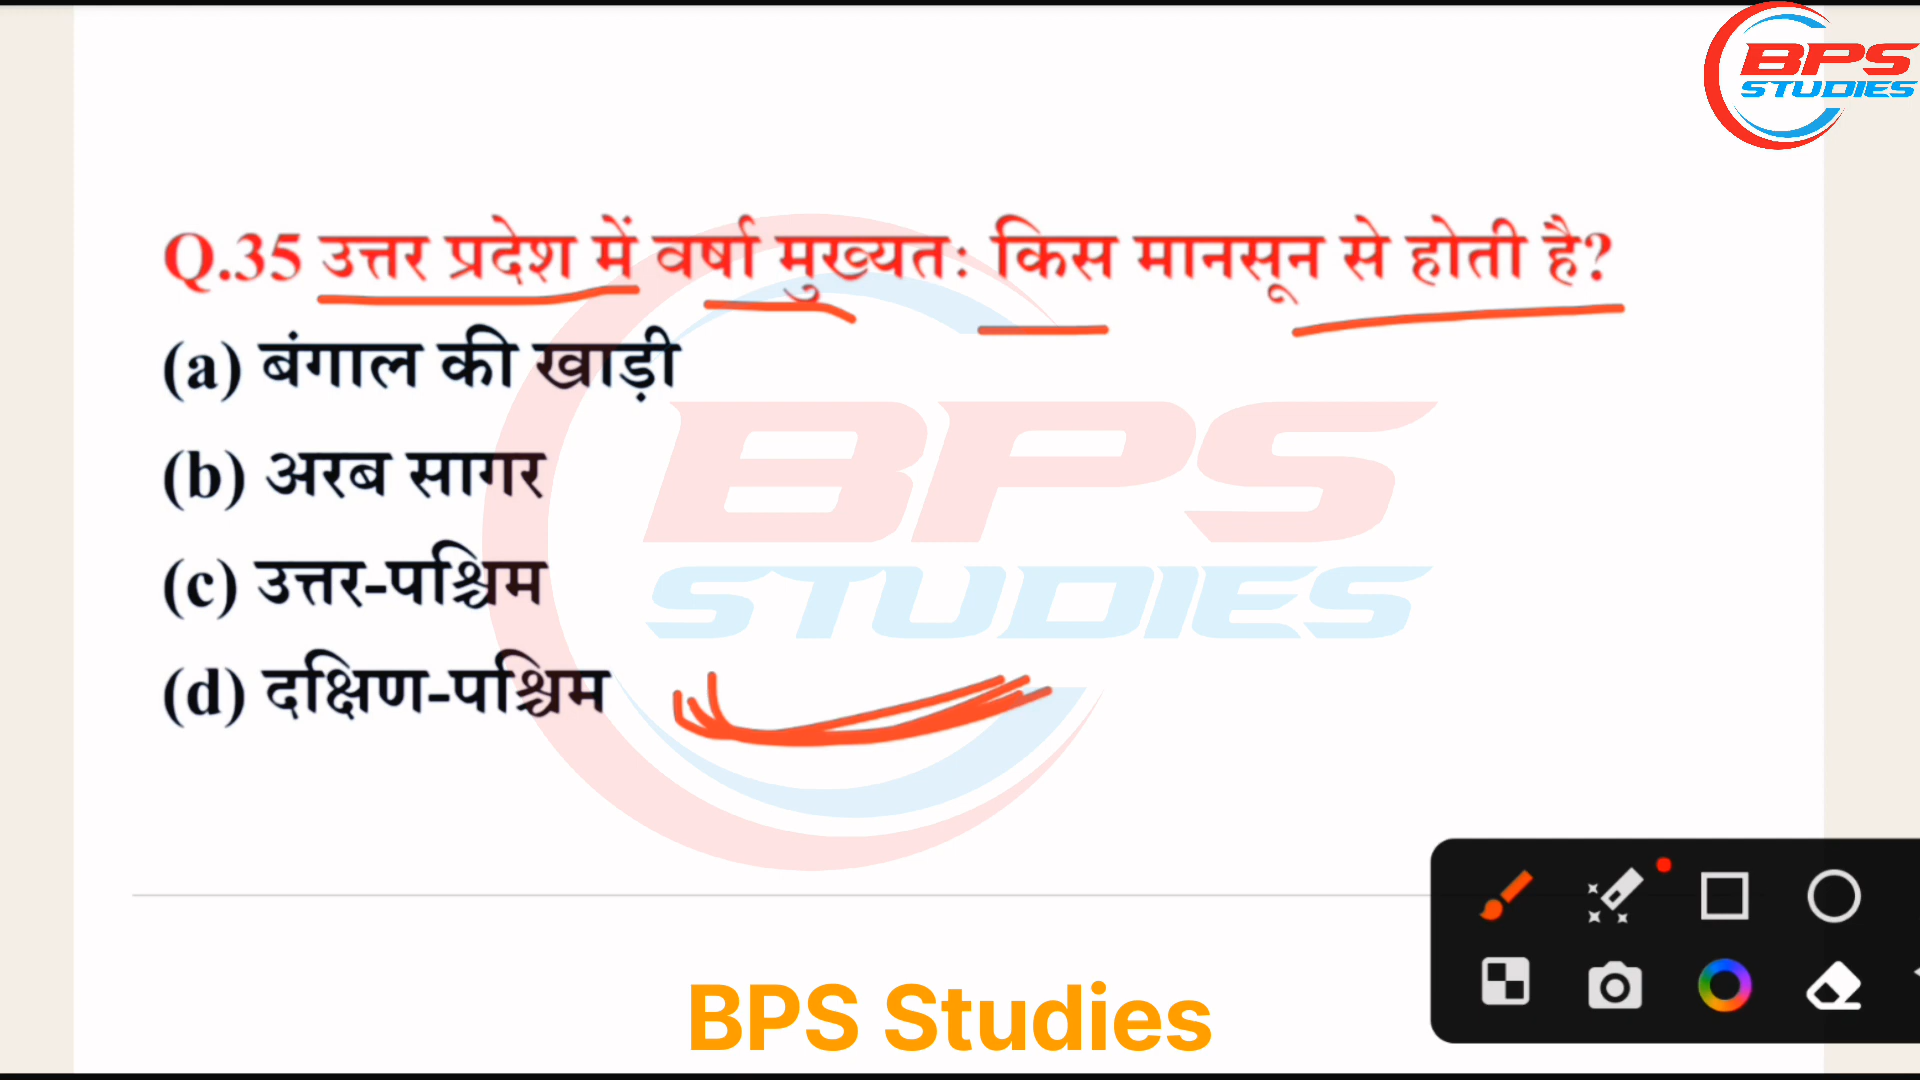 BPS
STUDIES
Q.35 उत्तर प्रदेश में वर्षा मुख्यतः किस मानसून से होती है?
(a) बंगाल की खाड़ी
(b) अरब सागर
(c) उत्तर-पश्चिम
(d) दक्षिण-पश्चिम
BPS
STUDIES
BPS Studies